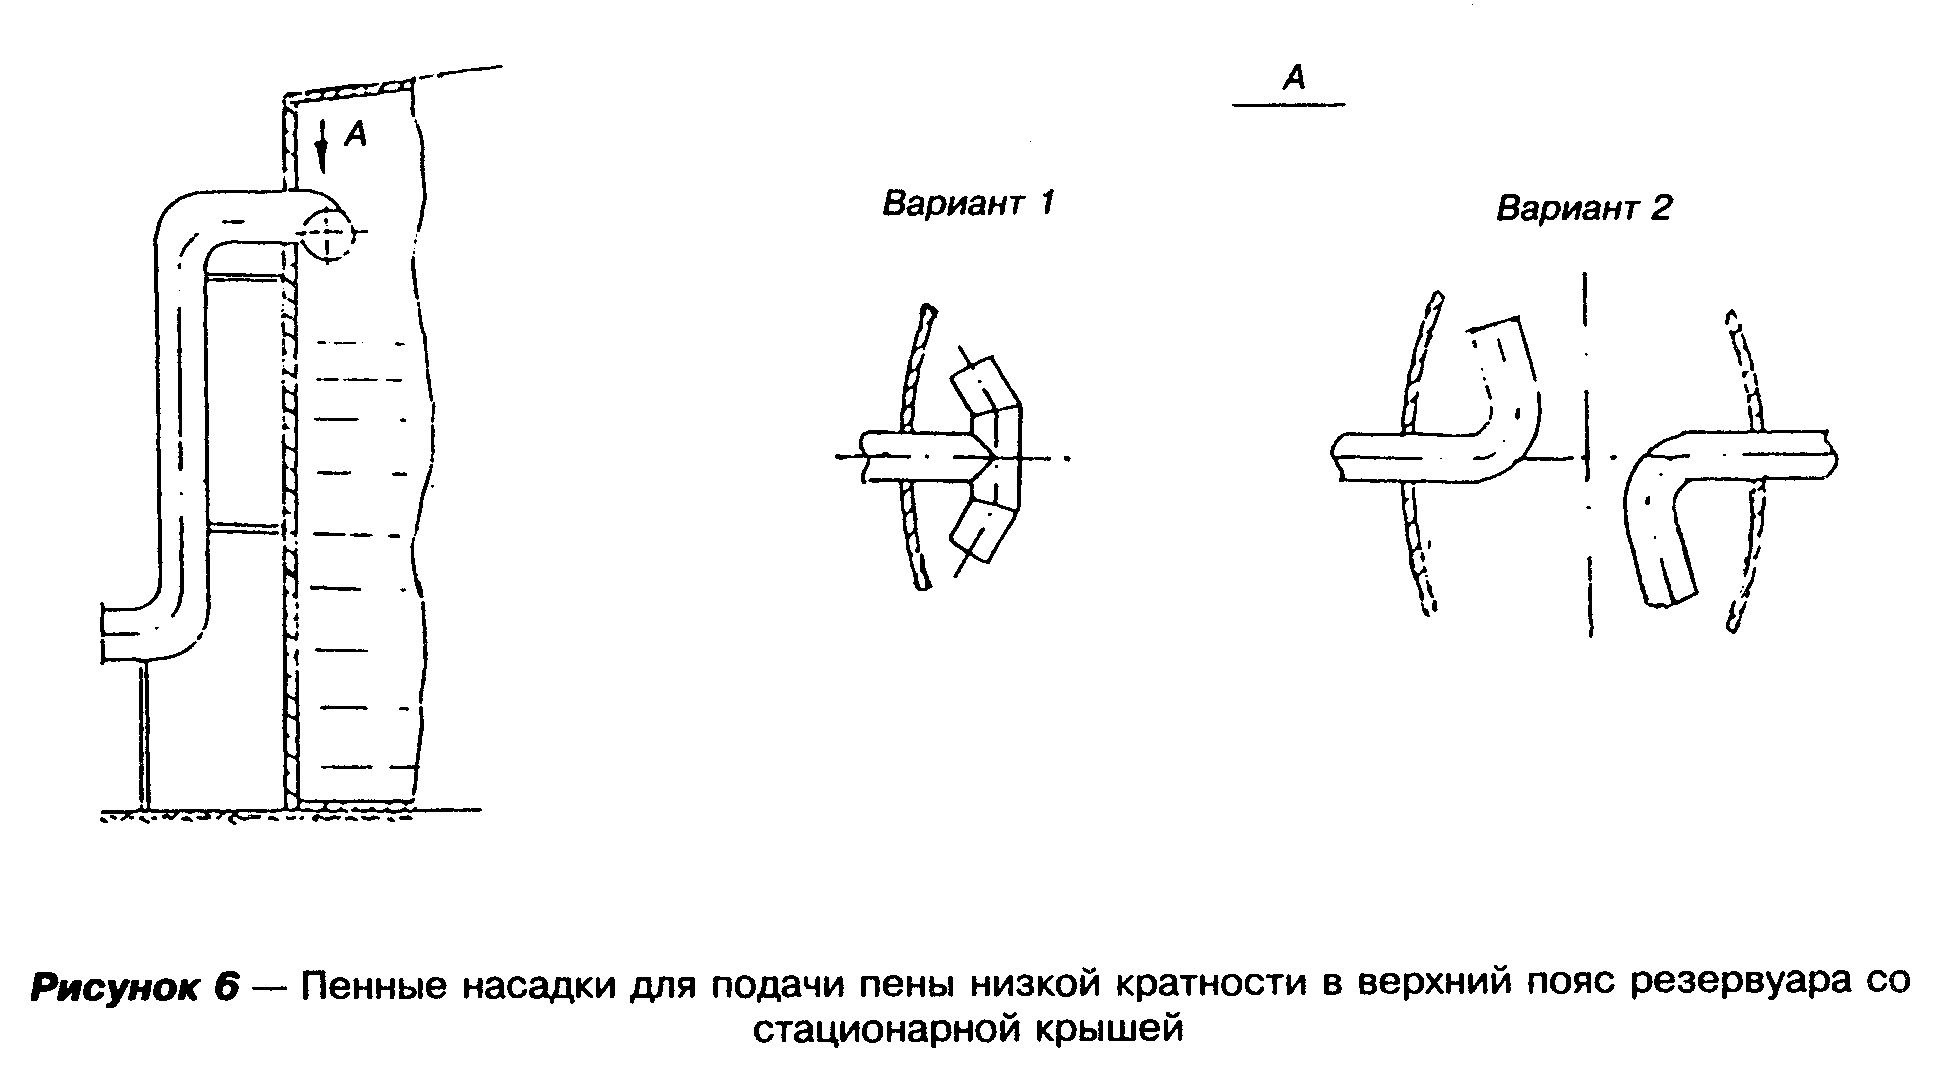 А
А
Вариант 1
Вариант 2
Рисунок 6 — Пенные насадки для подачи пены низкой кратности в верхний пояс резервуара со
стационарной крышей